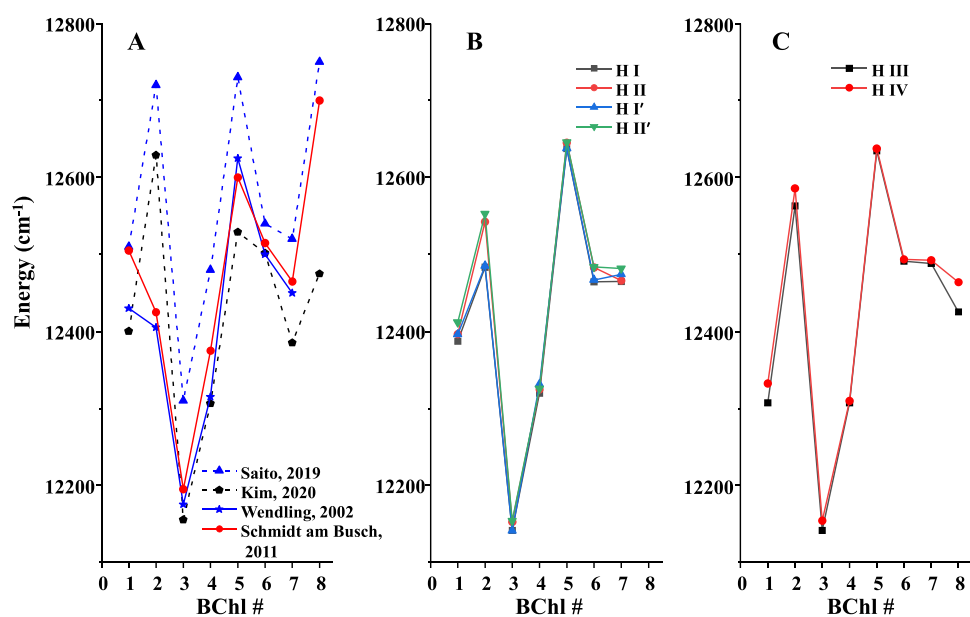 A
B
C
Energy (cm⁻¹)
12800
12600
12400
12200
12800
12600
12400
12200
12800
12600
12400
12200
Saito, 2019
Kim, 2020
Wendling, 2002
Schmidt am Busch,
2011
H I
H II
H I′
H II′
H III
H IV
0 1 2 3 4 5 6 7 8
0 1 2 3 4 5 6 7 8
0 1 2 3 4 5 6 7 8
BChl #
BChl #
BChl #